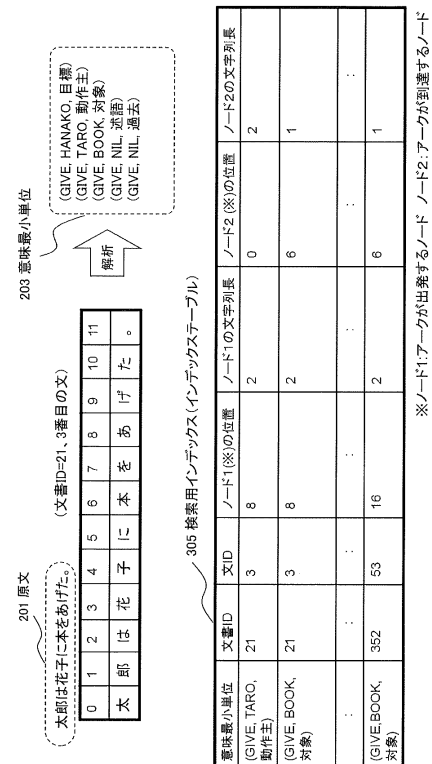 201 原文
太郎は花子に本をあげた。
(文書ID=21、3番目の文)
0 1 2 3 4 5 6 7 8 9 10 11
太 郎 は 花 子 に 本 を あ げ た 。
解析
203 意味最小単位
(GIVE, HANAKO, 目標)
(GIVE, TARO, 動作主)
(GIVE, BOOK, 対象)
(GIVE, NIL, 述語)
(GIVE, NIL, 過去)
305 検索用インデックス(インデックステーブル)
意味最小単位 文書ID 文ID ノード1(※)の位置 ノード1の文字列長 ノード2(※)の位置 ノード2の文字列長
(GIVE, TARO, 動作主) 21 3 8 2 0 2
(GIVE, BOOK, 対象) 21 3 8 2 6 1
: : : : : : :
(GIVE,BOOK, 対象) 352 53 16 2 6 1
※ノード1:アークが出発するノード ノード2:アークが到達するノード